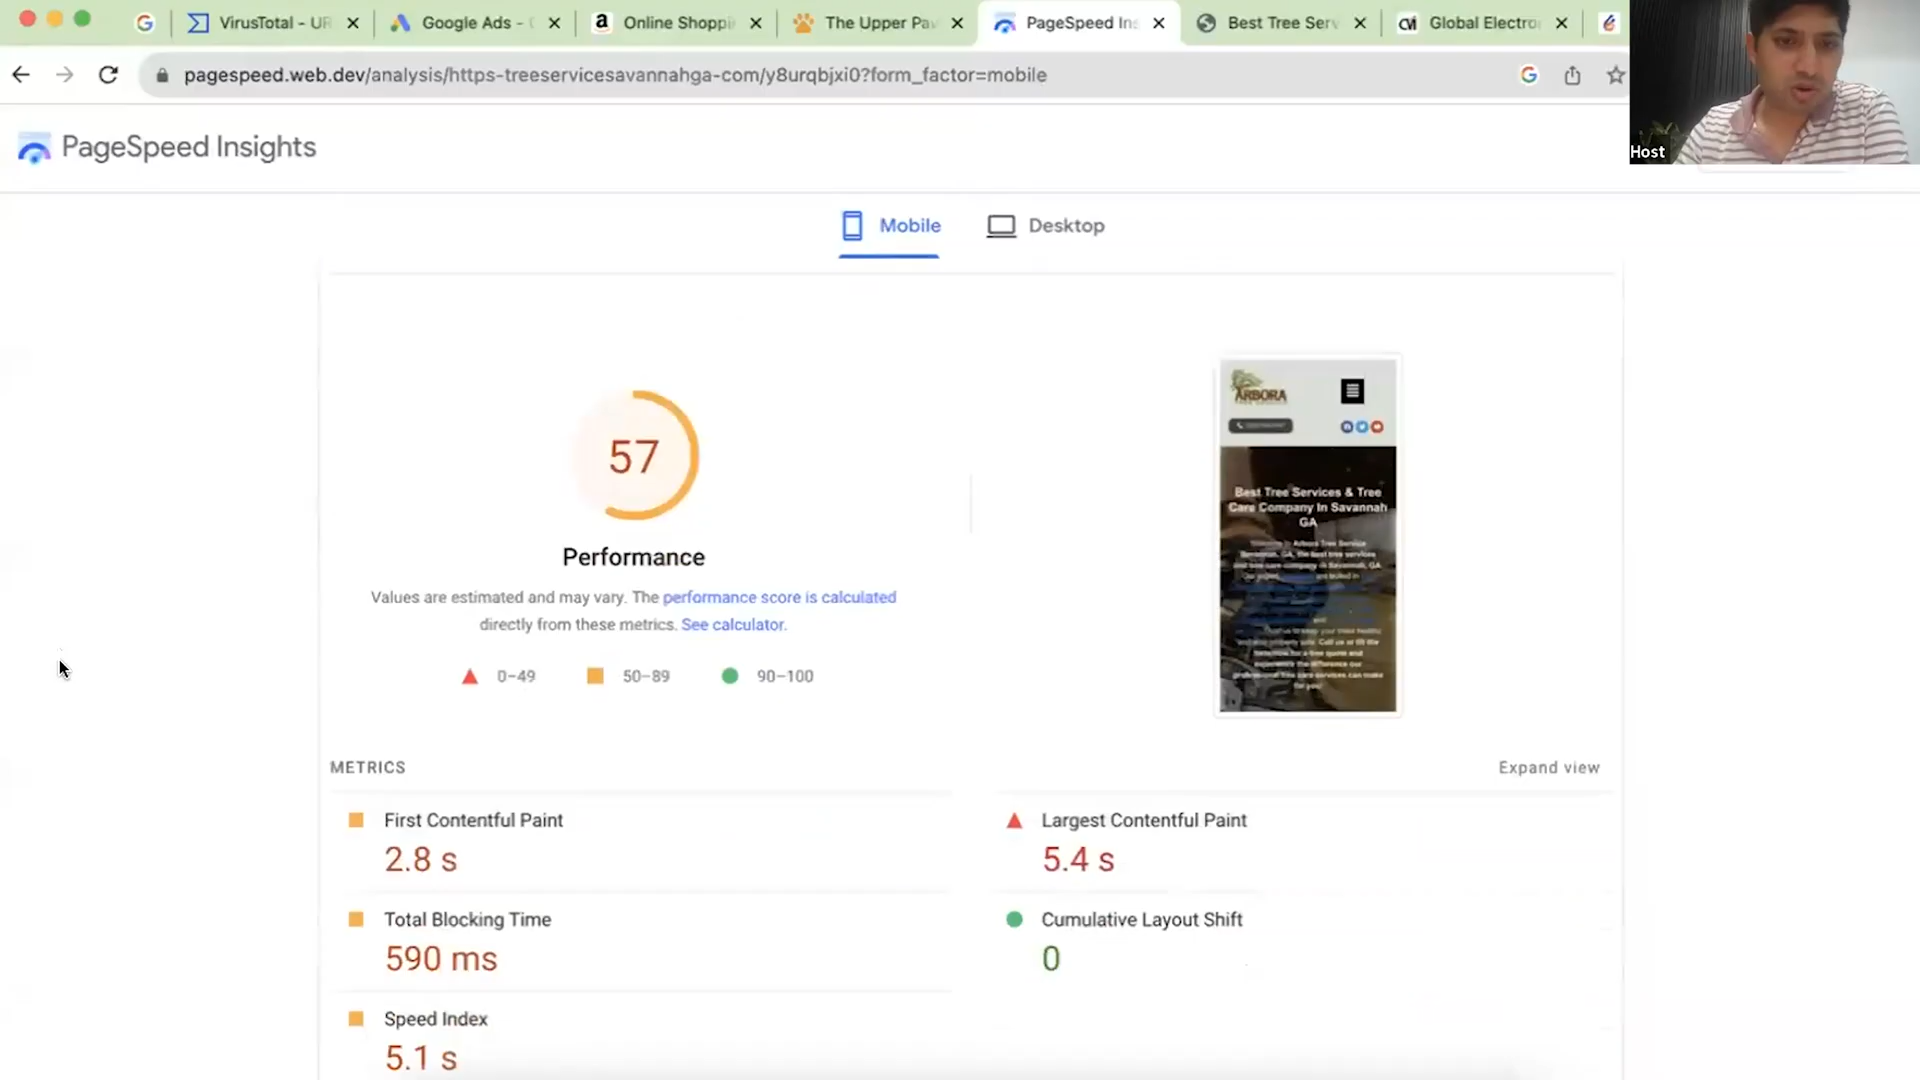 VirusTotal - UR
Google Ads -
Online Shoppi
The Upper Pa
PageSpeed In
Best Tree Serv
Global Electro
pagespeed.web.dev/analysis/https-treeservicesavannahga-com/y8urqbjxi0?form_factor=mobile
Host
PageSpeed Insights
Mobile
Desktop
57
Performance
Values are estimated and may vary. The performance score is calculated
directly from these metrics. See calculator.
0–49
50–89
90–100
ARBORA
Best Tree Services & Tree
Care Company In Savannah
GA
METRICS
Expand view
First Contentful Paint
2.8 s
Largest Contentful Paint
5.4 s
Total Blocking Time
590 ms
Cumulative Layout Shift
0
Speed Index
5.1 s